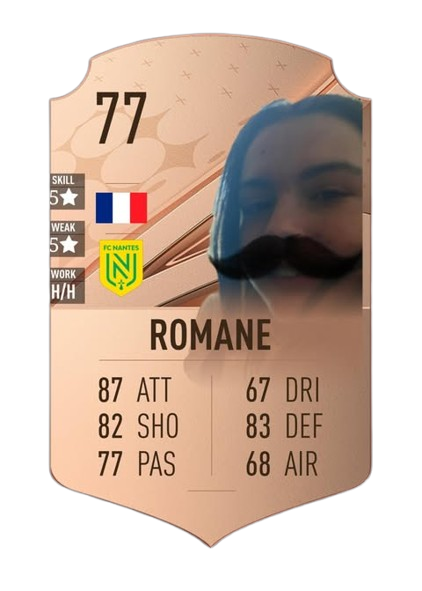 77
SKILL
5★
WEAK
5★
WORK
H/H
FC NANTES
N
ROMANE
87 ATT
82 SHO
77 PAS
67 DRI
83 DEF
68 AIR